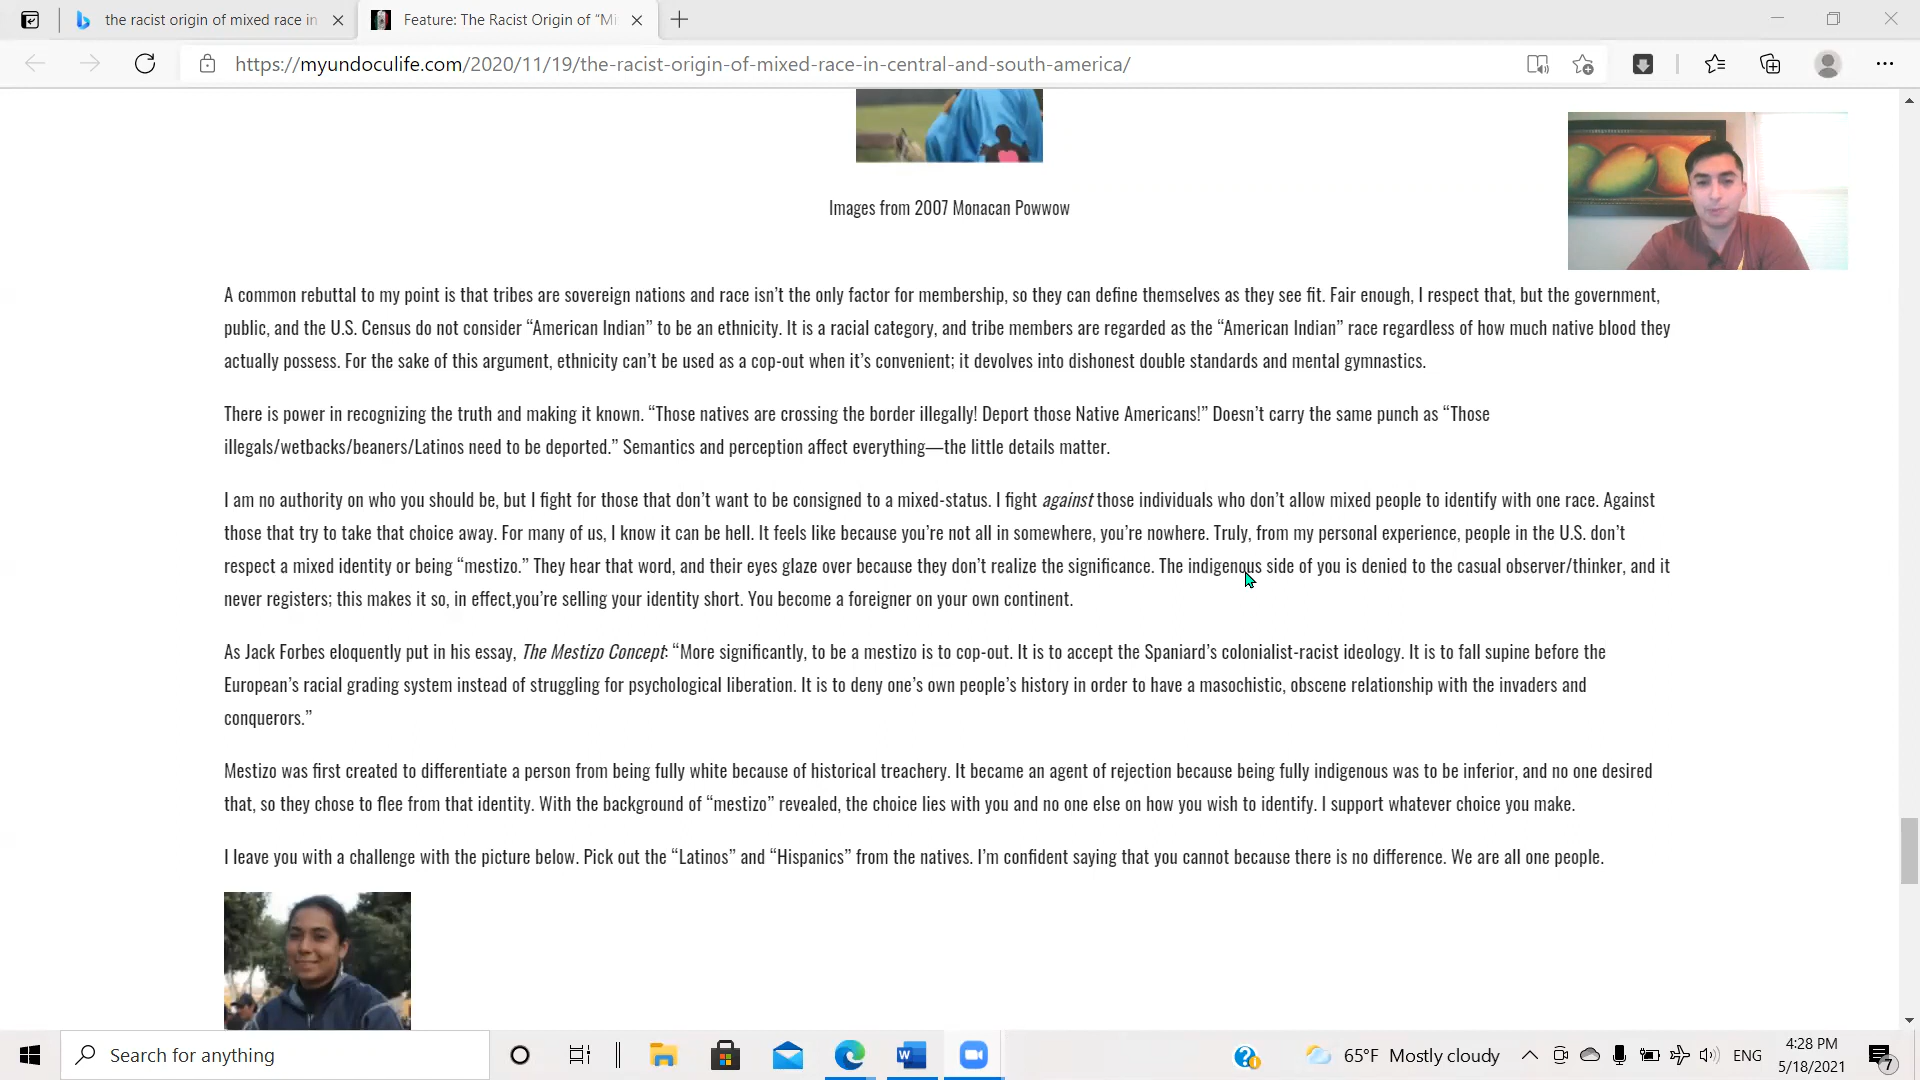 the racist origin of mixed race in
Feature: The Racist Origin of “Mi
https://myundoculife.com/2020/11/19/the-racist-origin-of-mixed-race-in-central-and-south-america/
Images from 2007 Monacan Powwow
A common rebuttal to my point is that tribes are sovereign nations and race isn’t the only factor for membership, so they can define themselves as they see fit. Fair enough, I respect that, but the government,
public, and the U.S. Census do not consider “American Indian” to be an ethnicity. It is a racial category, and tribe members are regarded as the “American Indian” race regardless of how much native blood they
actually possess. For the sake of this argument, ethnicity can’t be used as a cop-out when it’s convenient; it devolves into dishonest double standards and mental gymnastics.
There is power in recognizing the truth and making it known. “Those natives are crossing the border illegally! Deport those Native Americans!” Doesn’t carry the same punch as “Those
illegals/wetbacks/beaners/Latinos need to be deported.” Semantics and perception affect everything—the little details matter.
I am no authority on who you should be, but I fight for those that don’t want to be consigned to a mixed-status. I fight against those individuals who don’t allow mixed people to identify with one race. Against
those that try to take that choice away. For many of us, I know it can be hell. It feels like because you’re not all in somewhere, you’re nowhere. Truly, from my personal experience, people in the U.S. don’t
respect a mixed identity or being “mestizo.” They hear that word, and their eyes glaze over because they don’t realize the significance. The indigenous side of you is denied to the casual observer/thinker, and it
never registers; this makes it so, in effect,you’re selling your identity short. You become a foreigner on your own continent.
As Jack Forbes eloquently put in his essay, The Mestizo Concept: “More significantly, to be a mestizo is to cop-out. It is to accept the Spaniard’s colonialist-racist ideology. It is to fall supine before the
European’s racial grading system instead of struggling for psychological liberation. It is to deny one’s own people’s history in order to have a masochistic, obscene relationship with the invaders and
conquerors.”
Mestizo was first created to differentiate a person from being fully white because of historical treachery. It became an agent of rejection because being fully indigenous was to be inferior, and no one desired
that, so they chose to flee from that identity. With the background of “mestizo” revealed, the choice lies with you and no one else on how you wish to identify. I support whatever choice you make.
I leave you with a challenge with the picture below. Pick out the “Latinos” and “Hispanics” from the natives. I’m confident saying that you cannot because there is no difference. We are all one people.
Search for anything
65°F Mostly cloudy
ENG
4:28 PM
5/18/2021
7